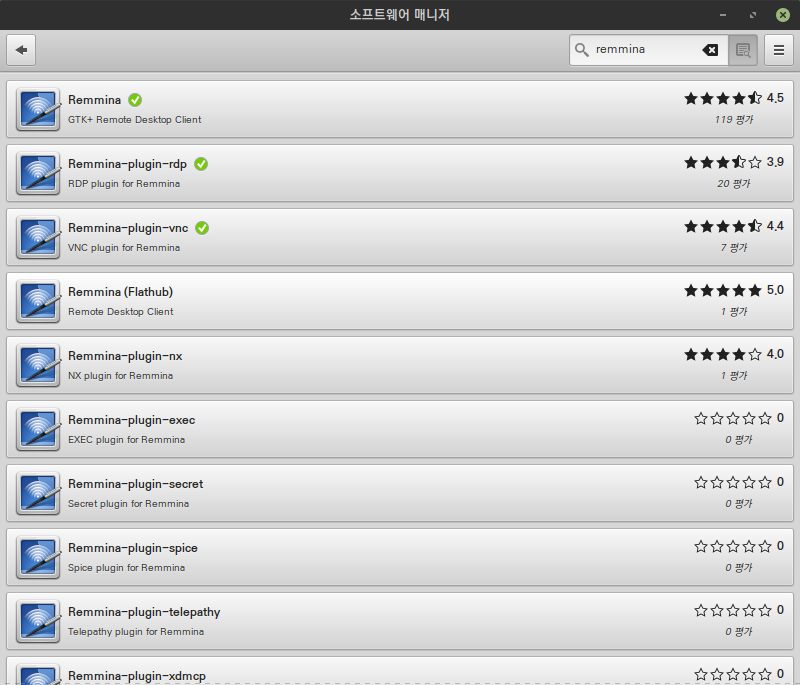 소프트웨어 매니저
remmina
Remmina
GTK+ Remote Desktop Client
4.5
119 평가
Remmina-plugin-rdp
RDP plugin for Remmina
3.9
20 평가
Remmina-plugin-vnc
VNC plugin for Remmina
4.4
7 평가
Remmina (Flathub)
Remote Desktop Client
5.0
1 평가
Remmina-plugin-nx
NX plugin for Remmina
4.0
1 평가
Remmina-plugin-exec
EXEC plugin for Remmina
0
0 평가
Remmina-plugin-secret
Secret plugin for Remmina
0
0 평가
Remmina-plugin-spice
Spice plugin for Remmina
0
0 평가
Remmina-plugin-telepathy
Telepathy plugin for Remmina
0
0 평가
Remmina-plugin-xdmcp
0